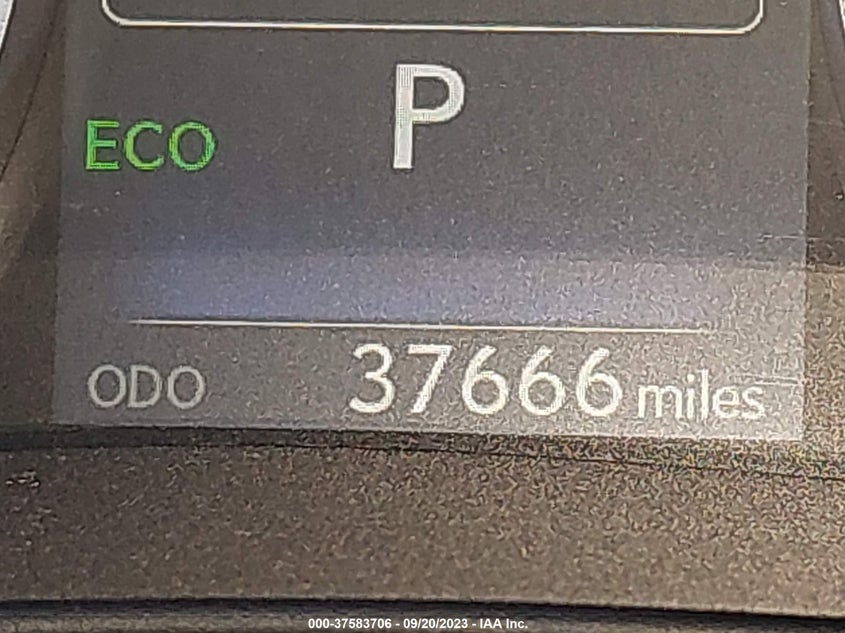 P
ECO
ODO 37666 miles
000-37583706 - 09/20/2023 - IAA Inc.